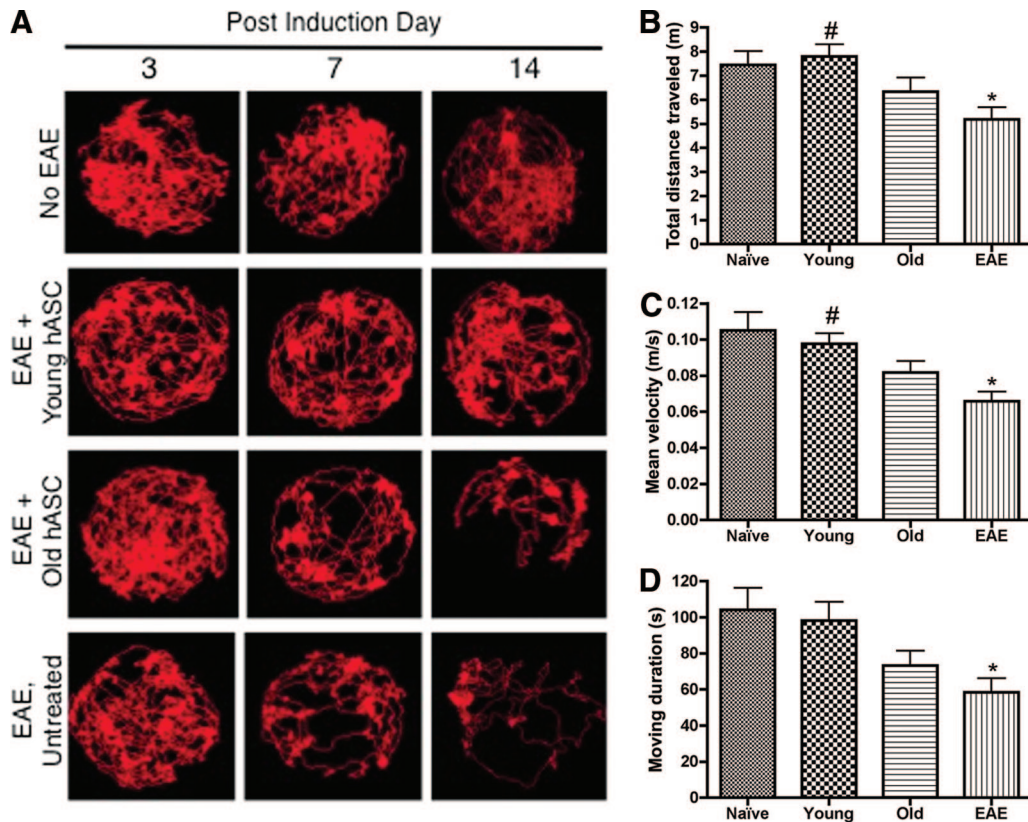 A
Post Induction Day
3 7 14
No EAE
EAE +
Young hASC
EAE +
Old hASC
EAE,
Untreated
B
Total distance traveled (m)
9
8
7
6
5
4
3
2
1
0
#
*
Naïve Young Old EAE
C
Mean velocity (m/s)
0.12
0.10
0.08
0.06
0.04
0.02
0.00
#
*
Naïve Young Old EAE
D
Moving duration (s)
120
100
80
60
40
20
0
*
Naïve Young Old EAE